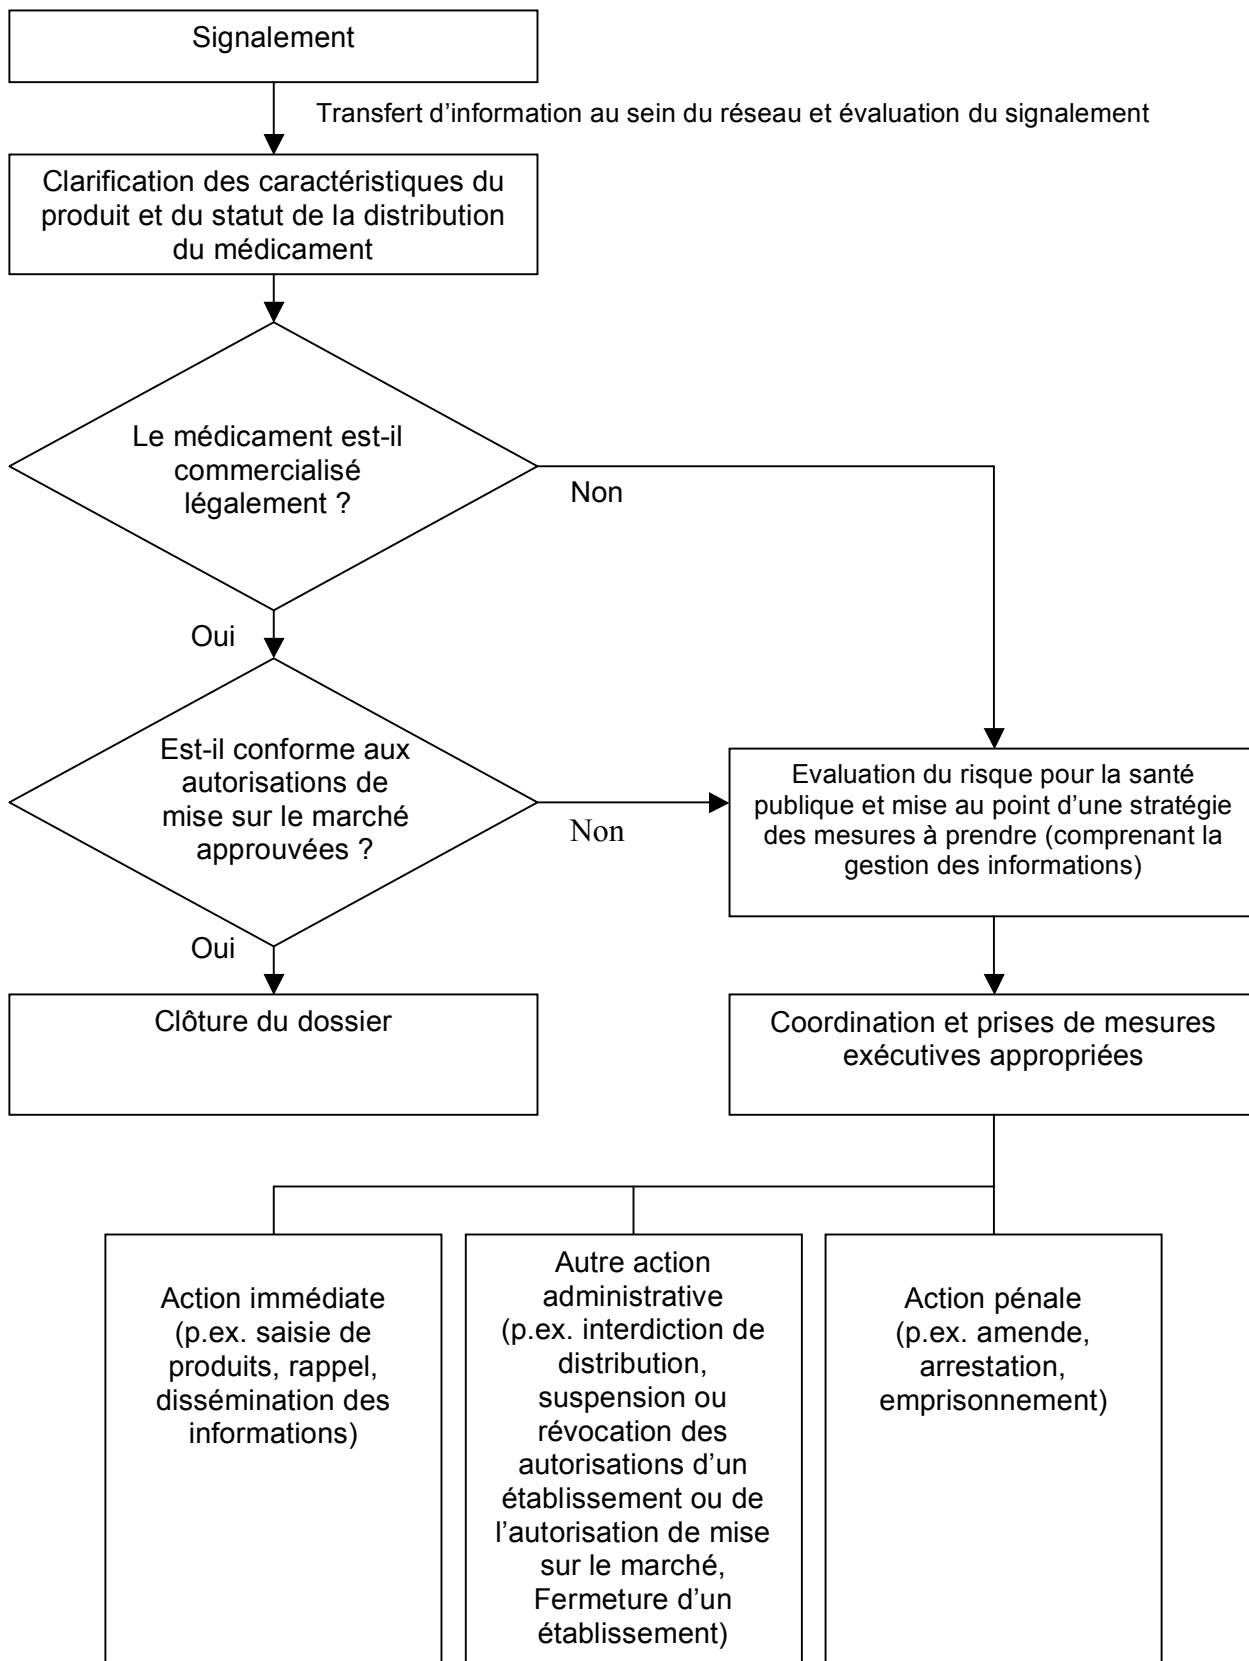 Signalement
Transfert d’information au sein du réseau et évaluation du signalement
Clarification des caractéristiques du
produit et du statut de la distribution
du médicament
Le médicament est-il
commercialisé
légalement ?
Non
Oui
Est-il conforme aux
autorisations de
mise sur le marché
approuvées ?
Non
Evaluation du risque pour la santé
publique et mise au point d’une stratégie
des mesures à prendre (comprenant la
gestion des informations)
Oui
Clôture du dossier
Coordination et prises de mesures
exécutives appropriées
Action immédiate
(p.ex. saisie de
produits, rappel,
dissémination des
informations)
Autre action
administrative
(p.ex. interdiction de
distribution,
suspension ou
révocation des
autorisations d’un
établissement ou de
l’autorisation de mise
sur le marché,
Fermeture d’un
établissement)
Action pénale
(p.ex. amende,
arrestation,
emprisonnement)